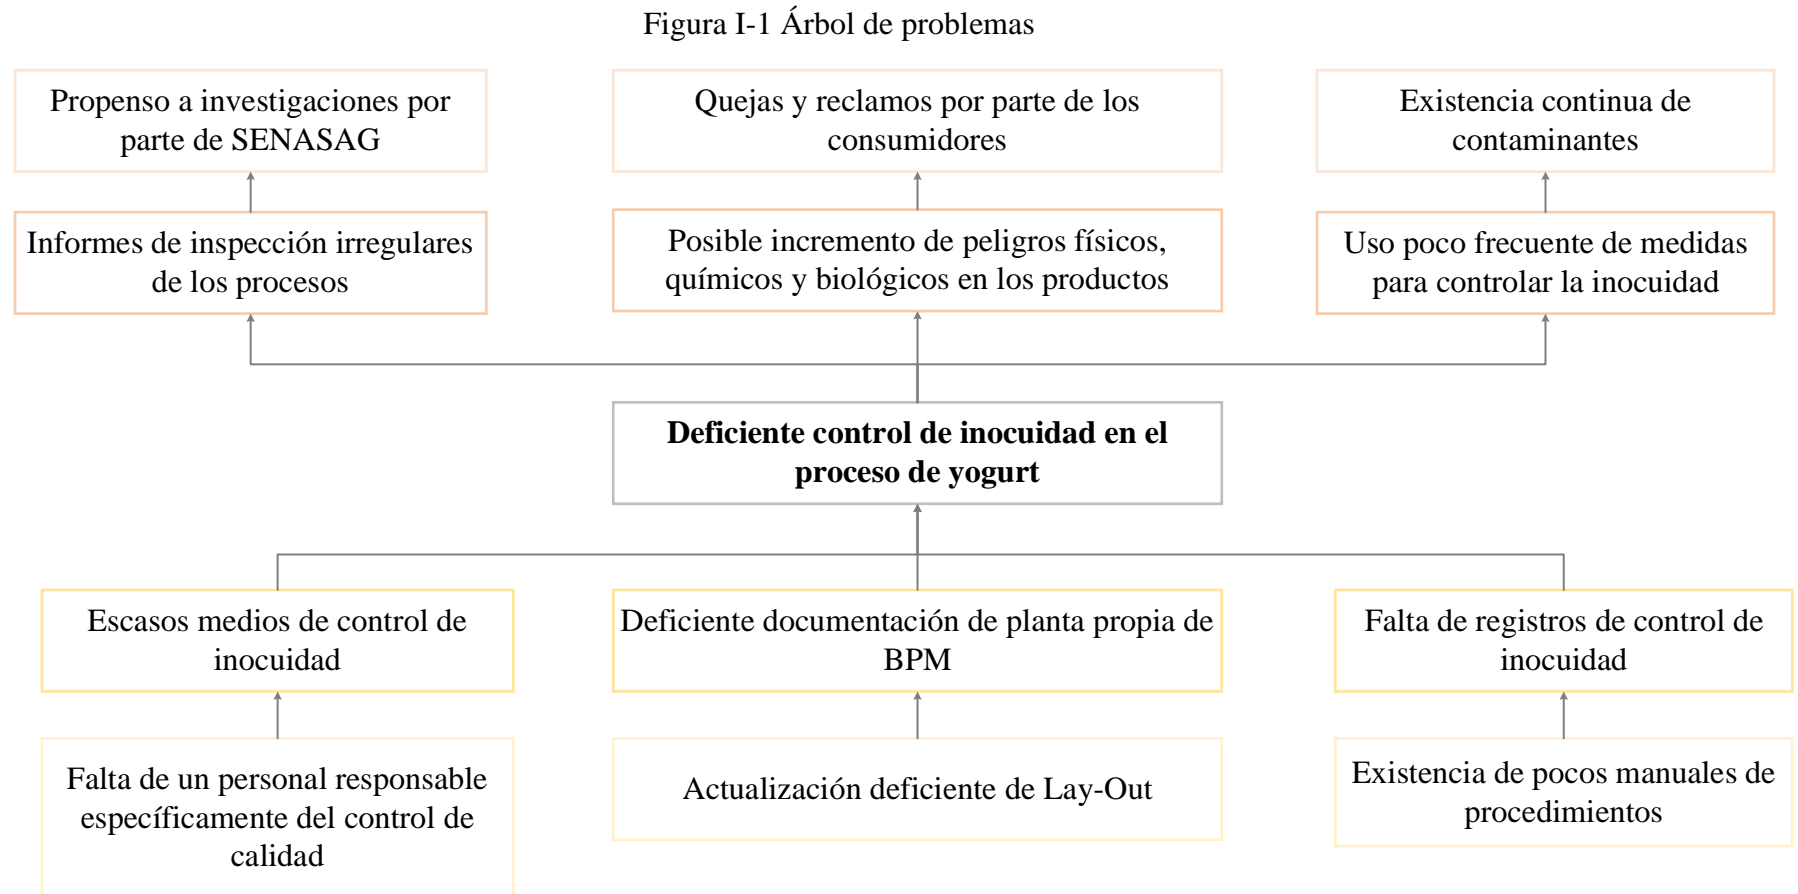 Figura I-1 Árbol de problemas
Propenso a investigaciones por
parte de SENASAG
Quejas y reclamos por parte de los
consumidores
Existencia continua de
contaminantes
Informes de inspección irregulares
de los procesos
Posible incremento de peligros físicos,
químicos y biológicos en los productos
Uso poco frecuente de medidas
para controlar la inocuidad
Deficiente control de inocuidad en el
proceso de yogurt
Escasos medios de control de
inocuidad
Deficiente documentación de planta propia de
BPM
Falta de registros de control de
inocuidad
Falta de un personal responsable
específicamente del control de
calidad
Actualización deficiente de Lay-Out
Existencia de pocos manuales de
procedimientos